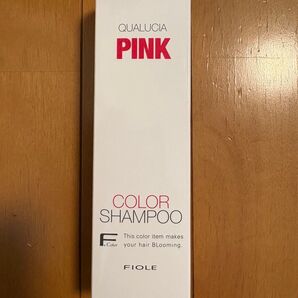 QUALUCIA
PINK
COLOR
SHAMPOO
F
Color
This color item makes
your hair BLooming.
FIOLE